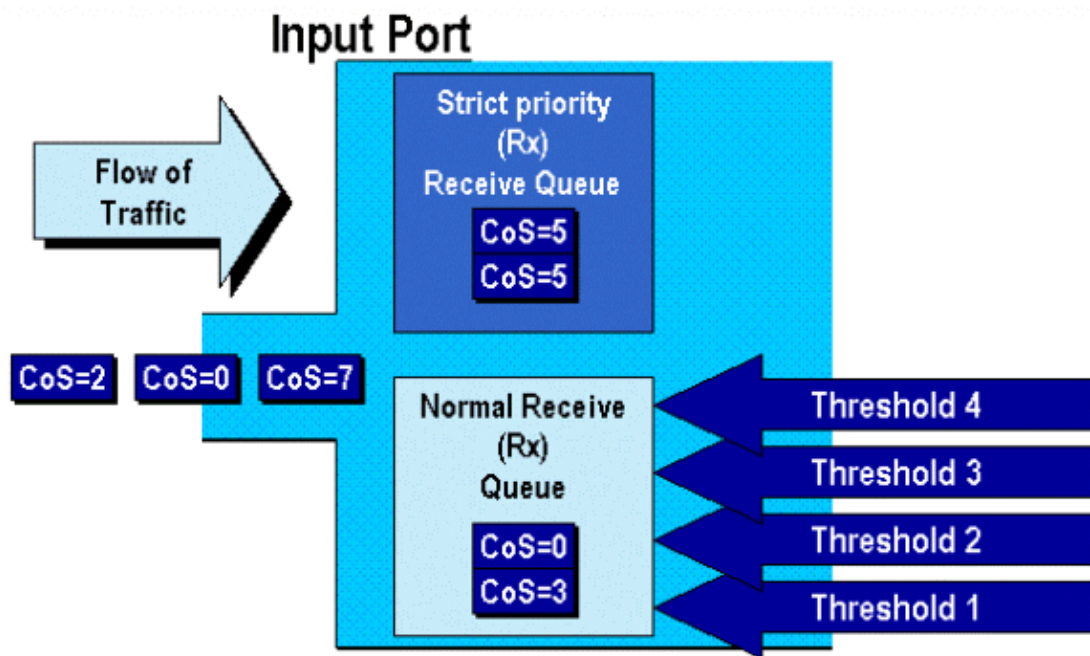 Input Port
Flow of
Traffic
Strict priority
(Rx)
Receive Queue
CoS=5
CoS=5
CoS=2 CoS=0 CoS=7
Normal Receive
(Rx)
Queue
CoS=0
CoS=3
Threshold 4
Threshold 3
Threshold 2
Threshold 1